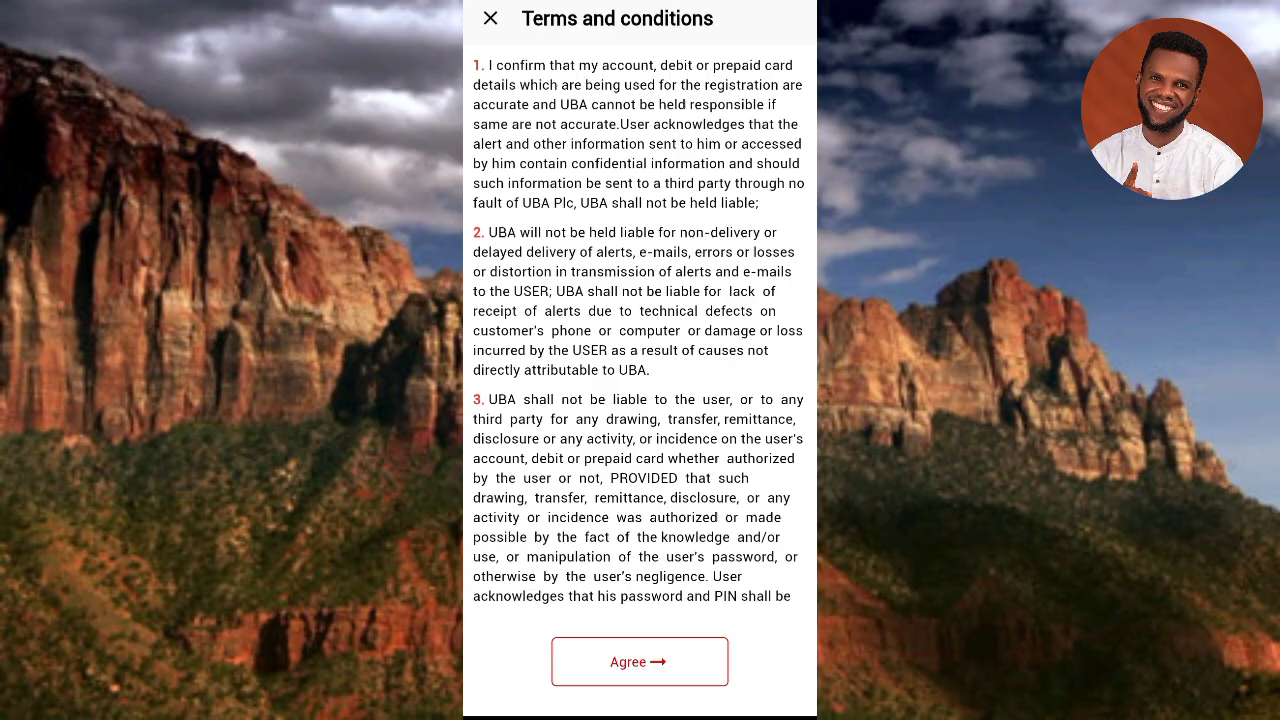 Terms and conditions
1. I confirm that my account, debit or prepaid card
details which are being used for the registration are
accurate and UBA cannot be held responsible if
same are not accurate.User acknowledges that the
alert and other information sent to him or accessed
by him contain confidential information and should
such information be sent to a third party through no
fault of UBA Plc, UBA shall not be held liable;
2. UBA will not be held liable for non-delivery or
delayed delivery of alerts, e-mails, errors or losses
or distortion in transmission of alerts and e-mails
to the USER; UBA shall not be liable for lack of
receipt of alerts due to technical defects on
customer's phone or computer or damage or loss
incurred by the USER as a result of causes not
directly attributable to UBA.
3. UBA shall not be liable to the user, or to any
third party for any drawing, transfer, remittance,
disclosure or any activity, or incidence on the user's
account, debit or prepaid card whether authorized
by the user or not, PROVIDED that such
drawing, transfer, remittance, disclosure, or any
activity or incidence was authorized or made
possible by the fact of the knowledge and/or
use, or manipulation of the user's password, or
otherwise by the user's negligence. User
acknowledges that his password and PIN shall be
Agree